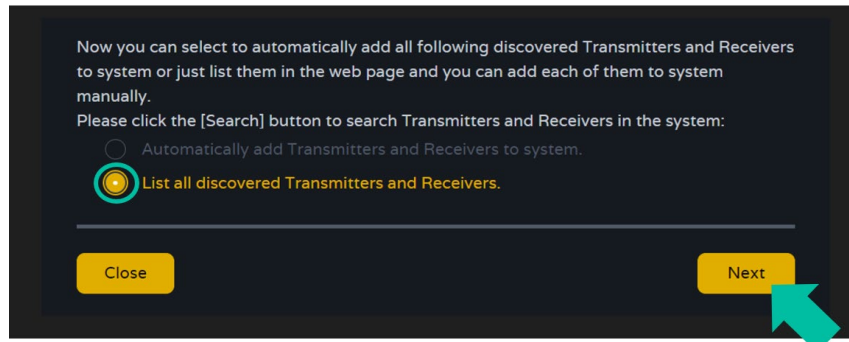 Now you can select to automatically add all following discovered Transmitters and Receivers
to system or just list them in the web page and you can add each of them to system
manually.
Please click the [Search] button to search Transmitters and Receivers in the system:
Automatically add Transmitters and Receivers to system.
List all discovered Transmitters and Receivers.
Close
Next